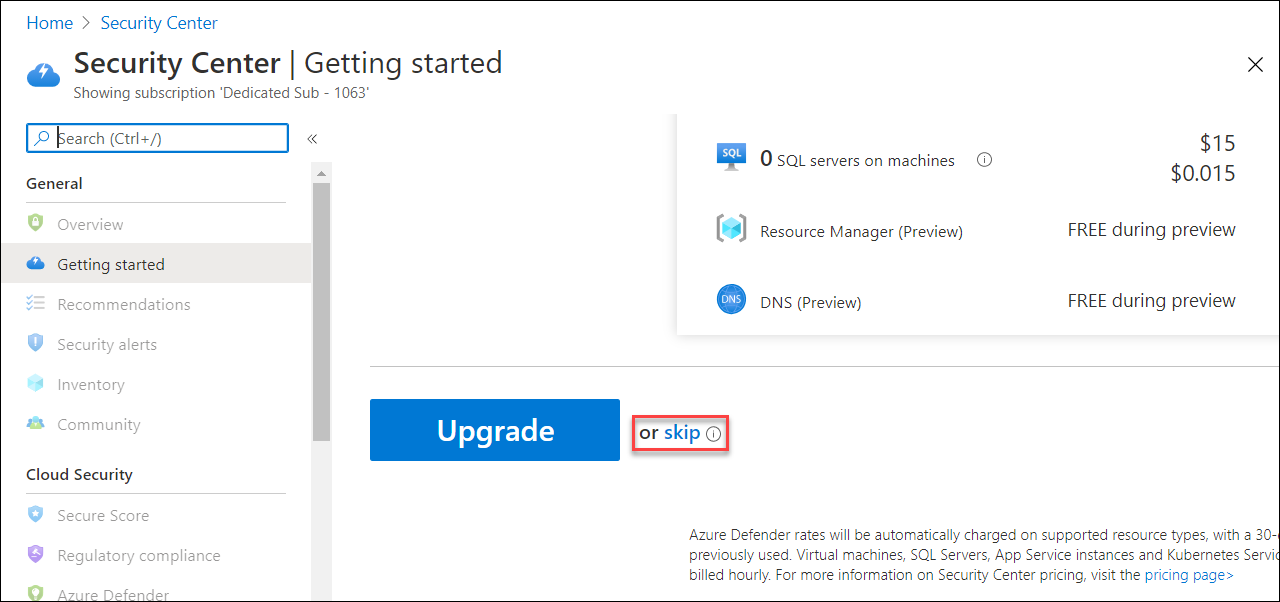 Home > Security Center
Security Center | Getting started
Showing subscription 'Dedicated Sub - 1063'
Search (Ctrl+/)
«
General
Overview
Getting started
Recommendations
Security alerts
Inventory
Community
Cloud Security
Secure Score
Regulatory compliance
Azure Defender
SQL
0 SQL servers on machines
$15
$0.015
Resource Manager (Preview) FREE during preview
DNS
DNS (Preview) FREE during preview
Upgrade
or skip
Azure Defender rates will be automatically charged on supported resource types, with a 30-
previously used. Virtual machines, SQL Servers, App Service instances and Kubernetes
billed hourly. For more information on Security Center pricing, visit the pricing page>